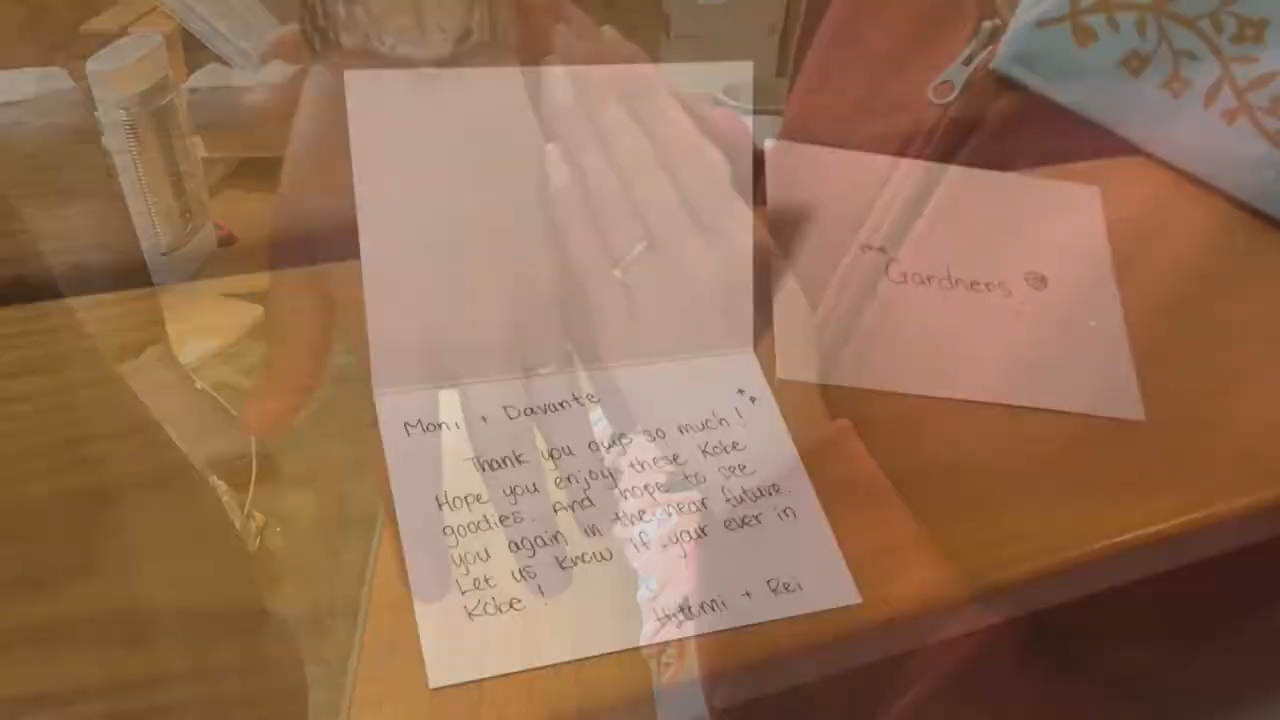 Moni + Davante
Thank you guys so much!
Hope you enjoy these Kobe
goodies. And hope to see
you again in the near future.
Let us know if your ever in
Kobe!
Hitomi + Rei
Gardners